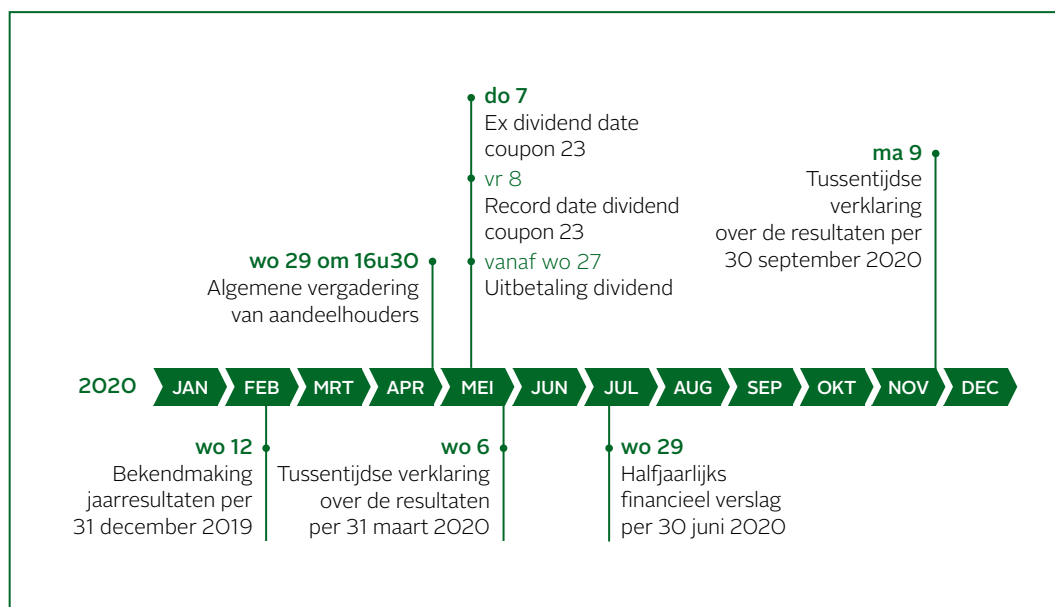 do 7
Ex dividend date
coupon 23
vr 8
Record date dividend
coupon 23
vanaf wo 27
Uitbetaling dividend
ma 9
Tussentijdse
verklaring
over de resultaten per
30 september 2020
wo 29 om 16u30
Algemene vergadering
van aandeelhouders
2020 JAN FEB MRT APR MEI JUN JUL AUG SEP OKT NOV DEC
wo 12
Bekendmaking
jaarresultaten per
31 december 2019
wo 6
Tussentijdse verklaring
over de resultaten
per 31 maart 2020
wo 29
Halfjaarlijks
financieel verslag
per 30 juni 2020